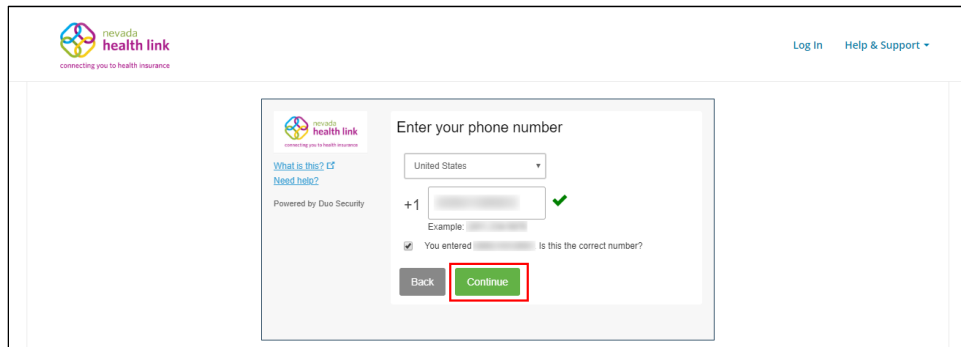 nevada
health link
connecting you to health insurance
Log In
Help & Support
nevada
health link
connecting you to health insurance
What is this?
Need help?
Powered by Duo Security
Enter your phone number
United States
+1
Example:
You entered Is this the correct number?
Back
Continue